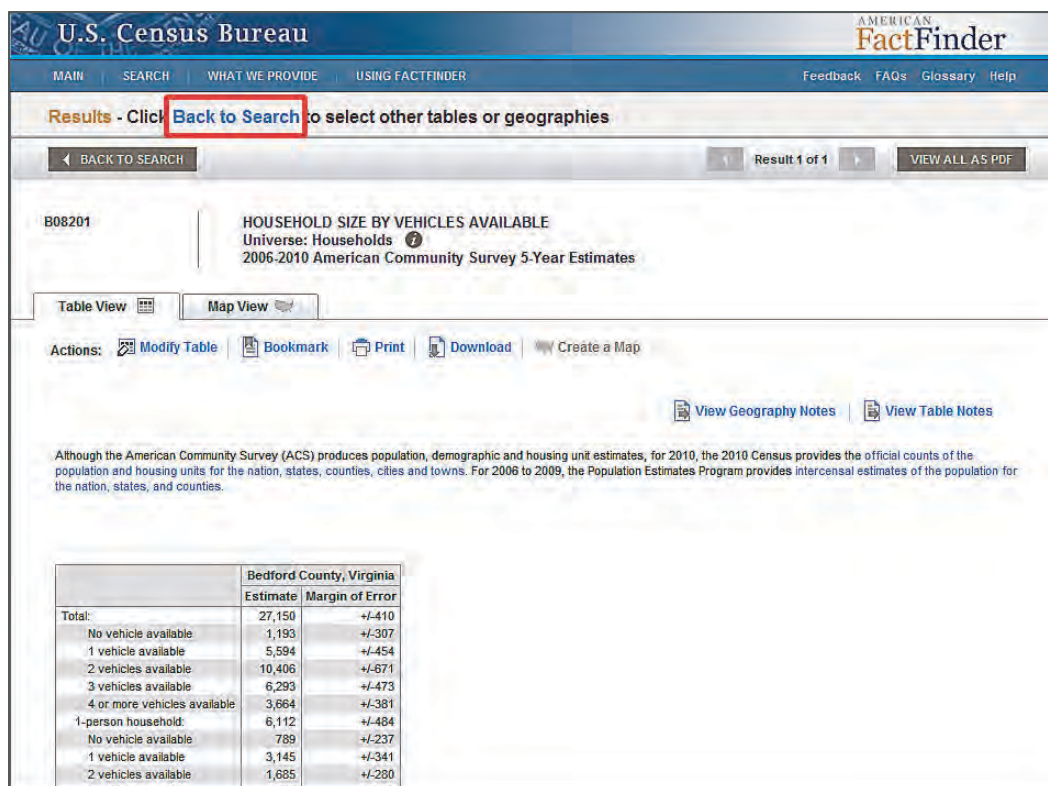 U.S. Census Bureau
AMERICAN
FactFinder
MAIN SEARCH WHAT WE PROVIDE USING FACTFINDER Feedback FAQs Glossary Help
Results - Click Back to Search to select other tables or geographies
BACK TO SEARCH Result 1 of 1 VIEW ALL AS PDF
B08201 HOUSEHOLD SIZE BY VEHICLES AVAILABLE
Universe: Households i
2006-2010 American Community Survey 5-Year Estimates
Table View Map View
Actions: Modify Table Bookmark Print Download Create a Map
View Geography Notes View Table Notes
Although the American Community Survey (ACS) produces population, demographic and housing unit estimates, for 2010, the 2010 Census provides the official counts of the
population and housing units for the nation, states, counties, cities and towns. For 2006 to 2009, the Population Estimates Program provides intercensal estimates of the population for
the nation, states, and counties.
Bedford County, Virginia
Estimate Margin of Error
Total: 27,150 +/-410
No vehicle available 1,193 +/-307
1 vehicle available 5,594 +/-454
2 vehicles available 10,406 +/-671
3 vehicles available 6,293 +/-473
4 or more vehicles available 3,664 +/-381
1-person household: 6,112 +/-484
No vehicle available 789 +/-237
1 vehicle available 3,145 +/-341
2 vehicles available 1,685 +/-280